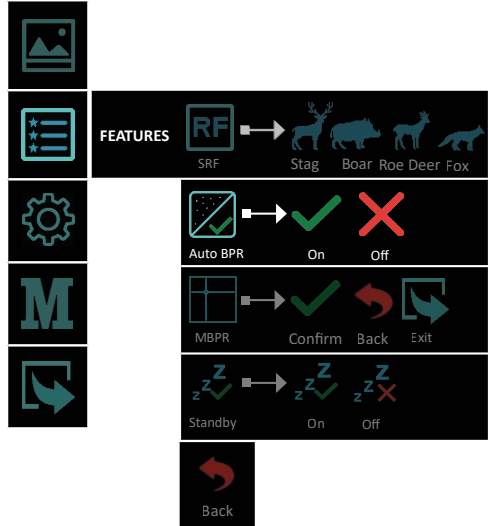 FEATURES
RF
SRF
Stag Boar Roe Deer Fox
Auto BPR On Off
MBPR Confirm Back Exit
M
z z Z z z Z z z Z
Standby On Off
Back